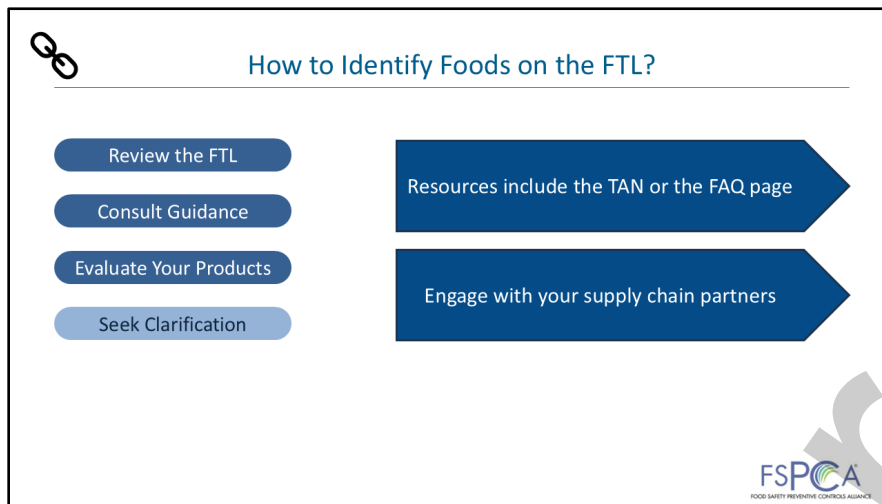 How to Identify Foods on the FTL?
Review the FTL
Consult Guidance
Evaluate Your Products
Seek Clarification
Resources include the TAN or the FAQ page
Engage with your supply chain partners
FSPCA
FOOD SAFETY PREVENTIVE CONTROLS ALLIANCE